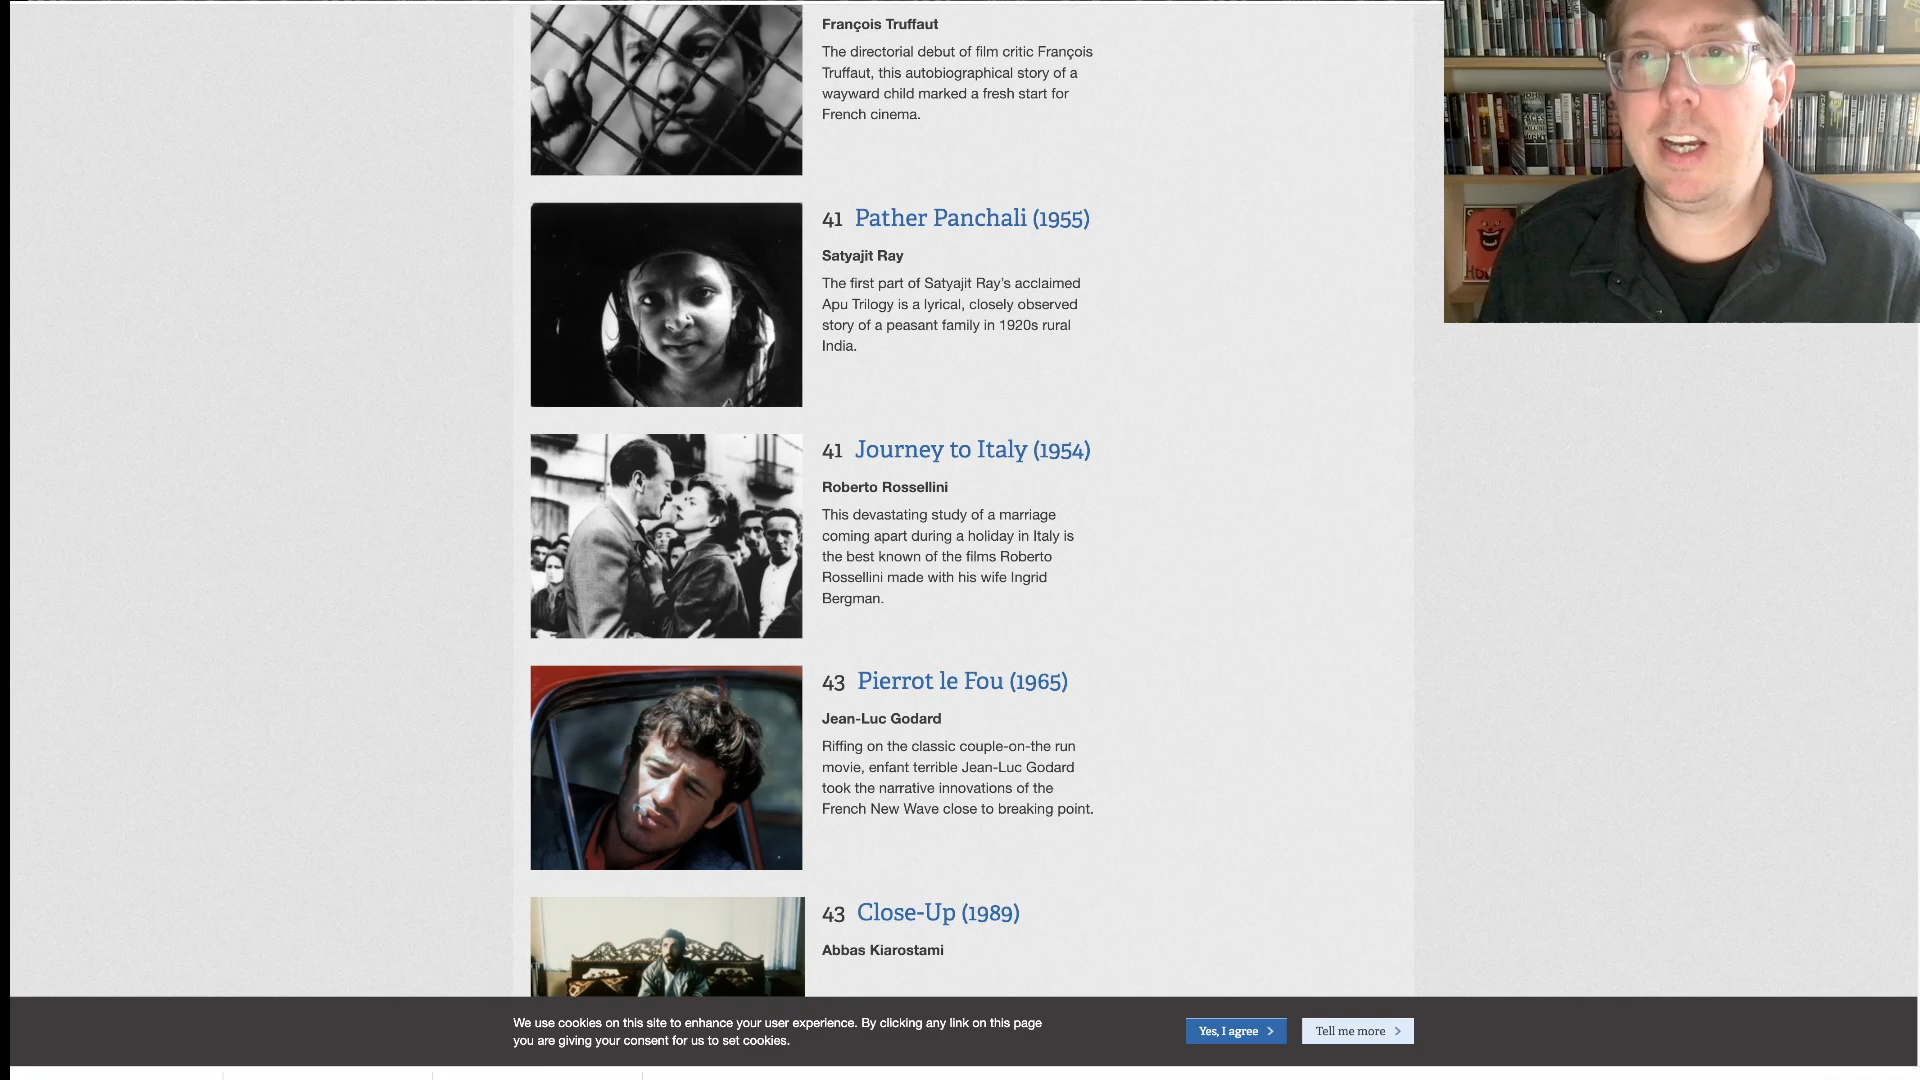 François Truffaut
The directorial debut of film critic François
Truffaut, this autobiographical story of a
wayward child marked a fresh start for
French cinema.
41 Pather Panchali (1955)
Satyajit Ray
The first part of Satyajit Ray’s acclaimed
Apu Trilogy is a lyrical, closely observed
story of a peasant family in 1920s rural
India.
41 Journey to Italy (1954)
Roberto Rossellini
This devastating study of a marriage
coming apart during a holiday in Italy is
the best known of the films Roberto
Rossellini made with his wife Ingrid
Bergman.
43 Pierrot le Fou (1965)
Jean-Luc Godard
Riffing on the classic couple-on-the run
movie, enfant terrible Jean-Luc Godard
took the narrative innovations of the
French New Wave close to breaking point.
43 Close-Up (1989)
Abbas Kiarostami
We use cookies on this site to enhance your user experience. By clicking any link on this page
you are giving your consent for us to set cookies.
Yes, I agree
Tell me more